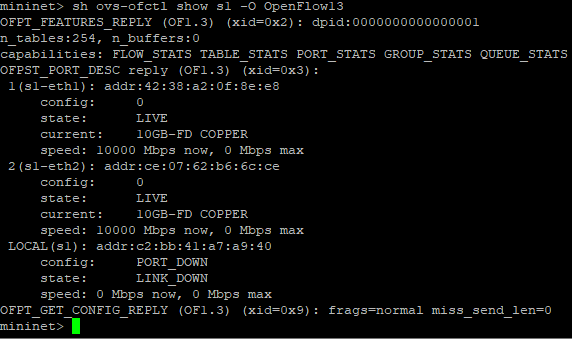 mininet> sh ovs-ofctl show s1 -O OpenFlow13
OFPT_FEATURES_REPLY (OF1.3) (xid=0x2): dpid:0000000000000001
n_tables:254, n_buffers:0
capabilities: FLOW_STATS TABLE_STATS PORT_STATS GROUP_STATS QUEUE_STATS
OFPST_PORT_DESC reply (OF1.3) (xid=0x3):
 1(s1-eth1): addr:42:38:a2:0f:8e:e8
     config:     0
     state:      LIVE
     current:    10GB-FD COPPER
     speed: 10000 Mbps now, 0 Mbps max
 2(s1-eth2): addr:ce:07:62:b6:6c:ce
     config:     0
     state:      LIVE
     current:    10GB-FD COPPER
     speed: 10000 Mbps now, 0 Mbps max
 LOCAL(s1): addr:c2:bb:41:a7:a9:40
     config:     PORT_DOWN
     state:      LINK_DOWN
     speed: 0 Mbps now, 0 Mbps max
OFPT_GET_CONFIG_REPLY (OF1.3) (xid=0x9): frags=normal miss_send_len=0
mininet>